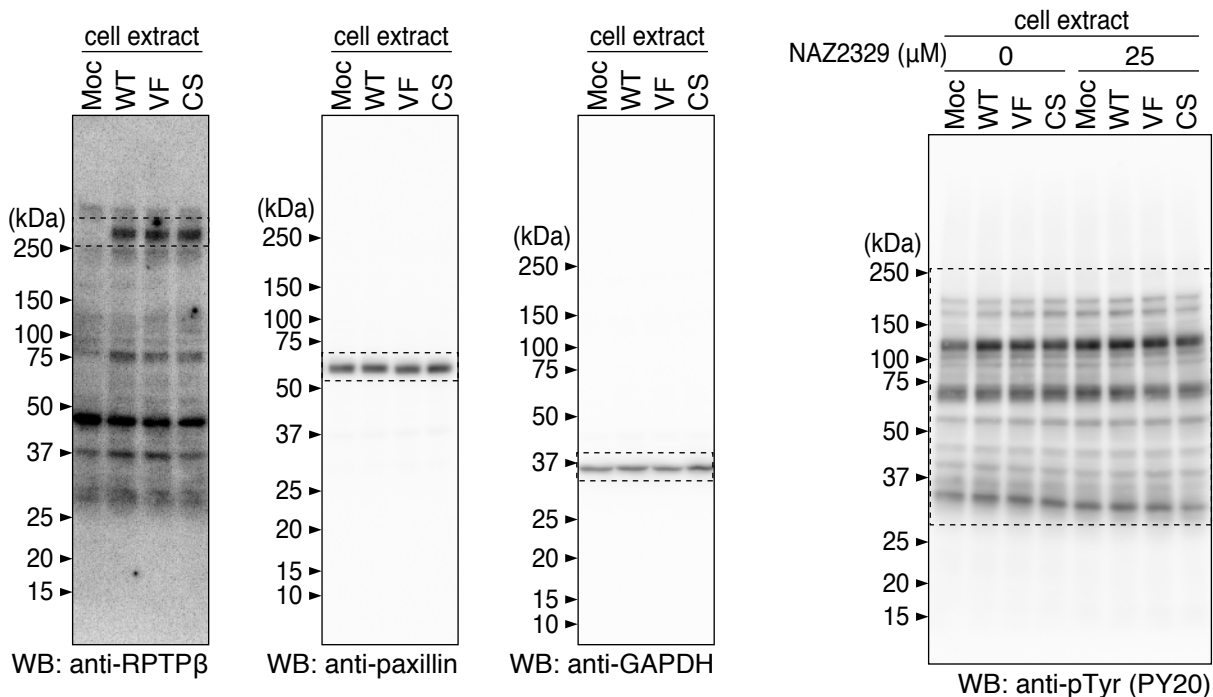 cell extract
Moc WT VF CS
(kDa)
250
150
100
75
50
37
25
20
15
WB: anti-RPTPβ
cell extract
Moc WT VF CS
(kDa)
250
150
100
75
50
37
25
20
15
10
WB: anti-paxillin
cell extract
Moc WT VF CS
(kDa)
250
150
100
75
50
37
25
20
15
10
WB: anti-GAPDH
cell extract
NAZ2329 (μM) 0 25
Moc WT VF CS Moc WT VF CS
(kDa)
250
150
100
75
50
37
25
20
15
WB: anti-pTyr (PY20)